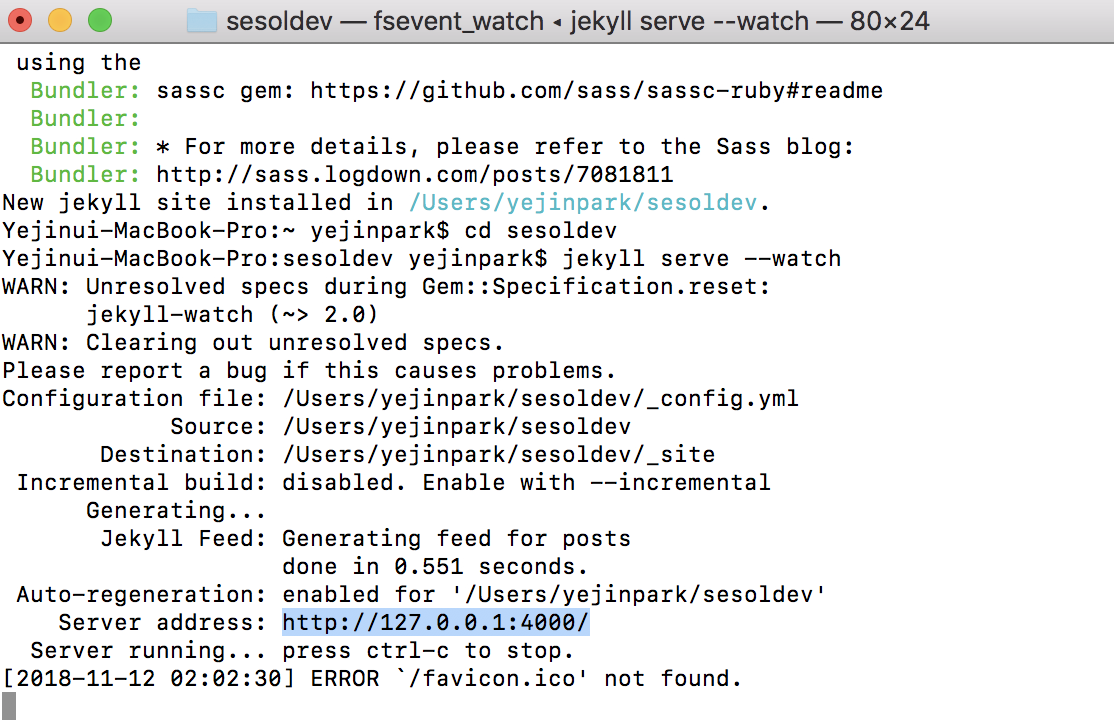 sesoldev — fsevent_watch ◂ jekyll serve --watch — 80×24
using the
Bundler: sassc gem: https://github.com/sass/sassc-ruby#readme
Bundler:
Bundler: * For more details, please refer to the Sass blog:
Bundler: http://sass.logdown.com/posts/7081811
New jekyll site installed in /Users/yejinpark/sesoldev.
Yejinui-MacBook-Pro:~ yejinpark$ cd sesoldev
Yejinui-MacBook-Pro:sesoldev yejinpark$ jekyll serve --watch
WARN: Unresolved specs during Gem::Specification.reset:
jekyll-watch (~> 2.0)
WARN: Clearing out unresolved specs.
Please report a bug if this causes problems.
Configuration file: /Users/yejinpark/sesoldev/_config.yml
Source: /Users/yejinpark/sesoldev
Destination: /Users/yejinpark/sesoldev/_site
Incremental build: disabled. Enable with --incremental
Generating...
Jekyll Feed: Generating feed for posts
done in 0.551 seconds.
Auto-regeneration: enabled for '/Users/yejinpark/sesoldev'
Server address: http://127.0.0.1:4000/
Server running... press ctrl-c to stop.
[2018-11-12 02:02:30] ERROR `/favicon.ico' not found.